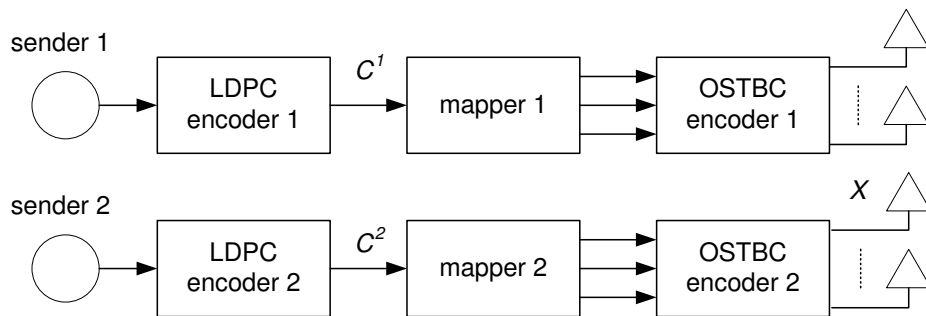 sender 1
LDPC
encoder 1
C¹
mapper 1
OSTBC
encoder 1
sender 2
LDPC
encoder 2
C²
mapper 2
OSTBC
encoder 2
X